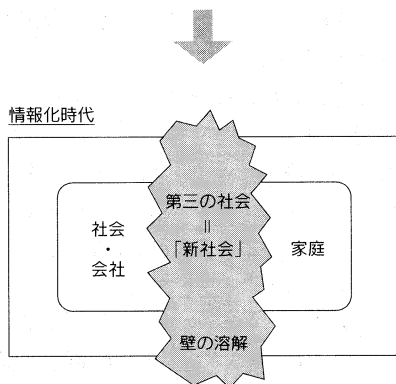 情報化時代
社会
・
会社
第三の社会
＝
「新社会」
家庭
壁の溶解